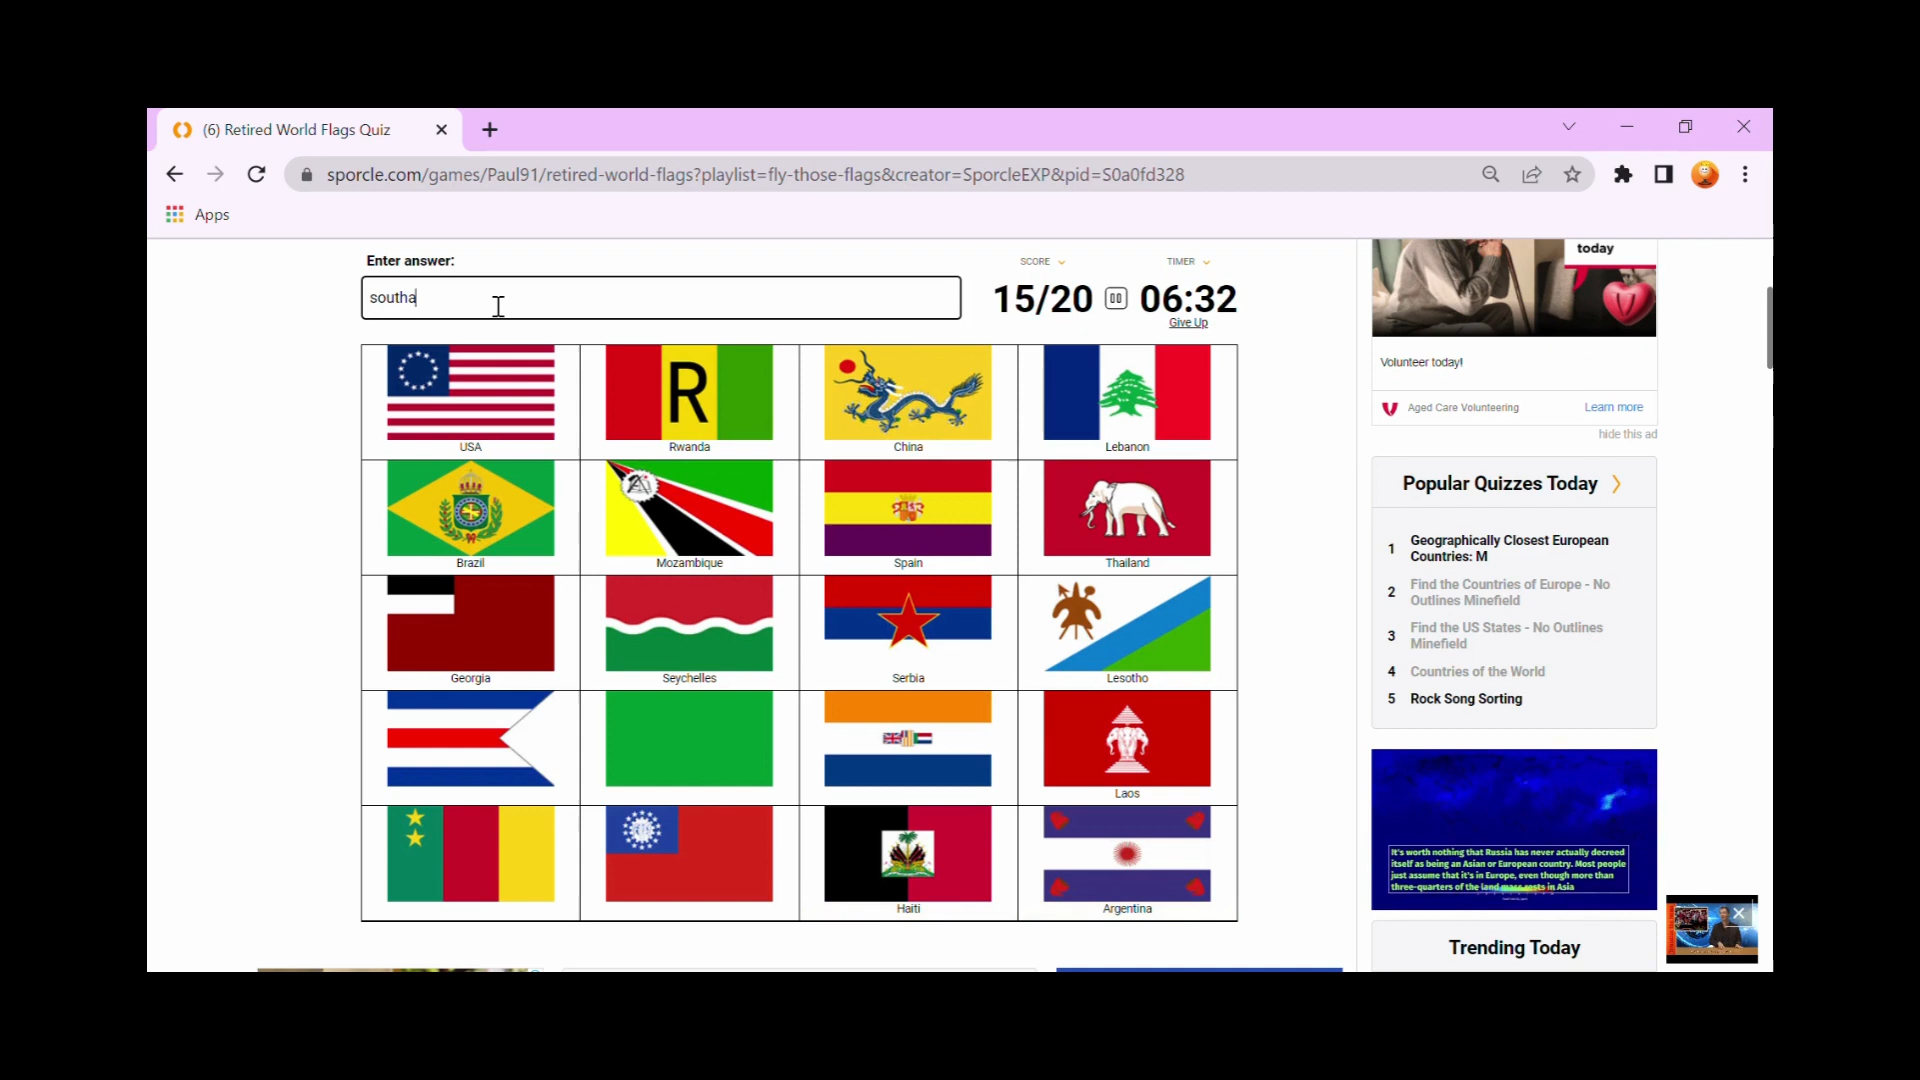 (6) Retired World Flags Quiz
sporcle.com/games/Paul91/retired-world-flags?playlist=fly-those-flags&creator=SporcleEXP&pid=S0a0fd328
Apps
Enter answer:
southa
SCORE
TIMER
15/20
06:32
Give Up
R
USA
Rwanda
China
Lebanon
Brazil
Mozambique
Spain
Thailand
Georgia
Seychelles
Serbia
Lesotho
Laos
Haiti
Argentina
today
Volunteer today!
Aged Care Volunteering
Learn more
hide this ad
Popular Quizzes Today
1 Geographically Closest European
Countries: M
2 Find the Countries of Europe - No
Outlines Minefield
3 Find the US States - No Outlines
Minefield
4 Countries of the World
5 Rock Song Sorting
It's worth nothing that Russia has never actually decreed
itself as being an Asian or European country. Most people
just assume that it's in Europe, even though more than
three-quarters of the land mass rests in Asia
Trending Today